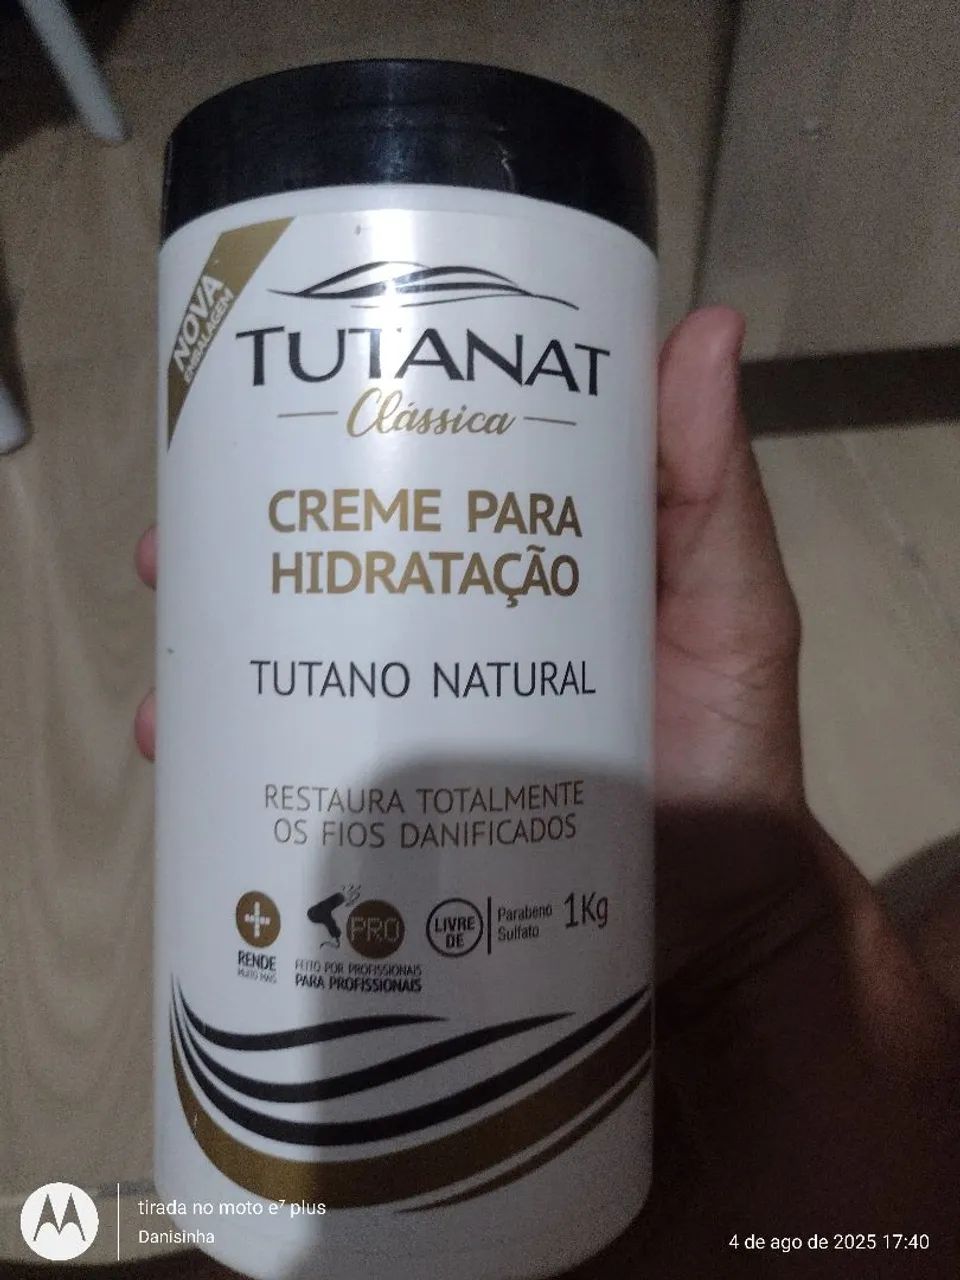 NOVA
EMBALAGEM
TUTANAT
Clássica
CREME PARA
HIDRATAÇÃO
TUTANO NATURAL
RESTAURA TOTALMENTE
OS FIOS DANIFICADOS
RENDE
MUITO MAIS
PRO
FEITO POR PROFISSIONAIS
PARA PROFISSIONAIS
LIVRE
DE
Parabeno
Sulfato
1Kg
tirada no moto e⁷ plus
Danisinha
4 de ago de 2025 17:40